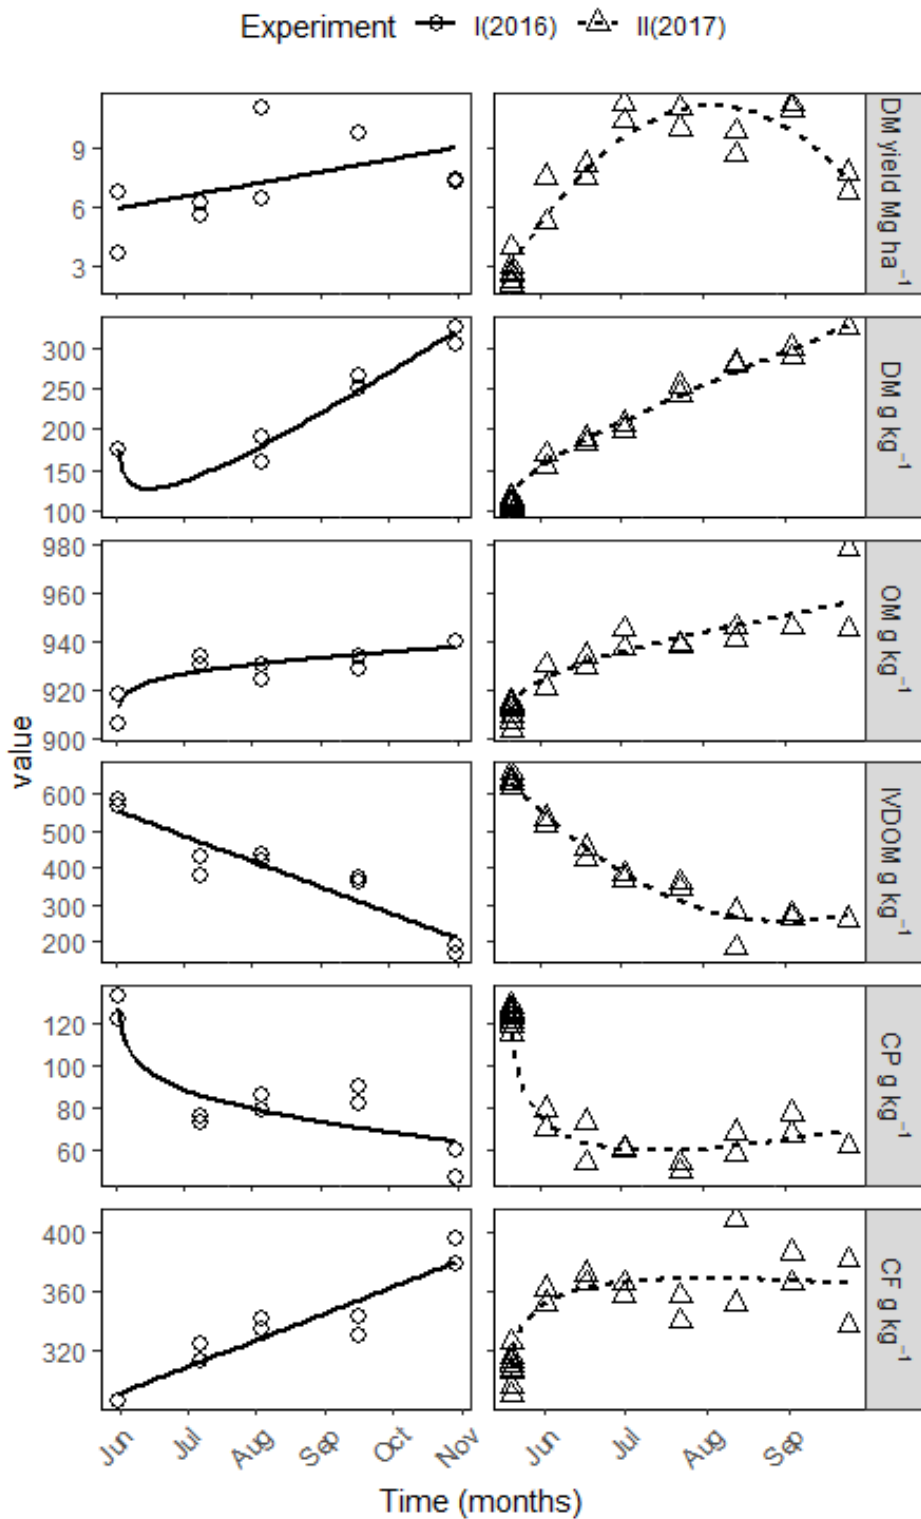 Experiment I(2016) II(2017)
9
6
3
DM yield Mg ha⁻¹
300
250
200
150
100
DM g kg⁻¹
980
960
940
920
900
OM g kg⁻¹
value
600
500
400
300
200
IVDOM g kg⁻¹
120
100
80
60
CP g kg⁻¹
400
360
320
CF g kg⁻¹
Jun Jul Aug Sep Oct Nov Jun Jul Aug Sep
Time (months)